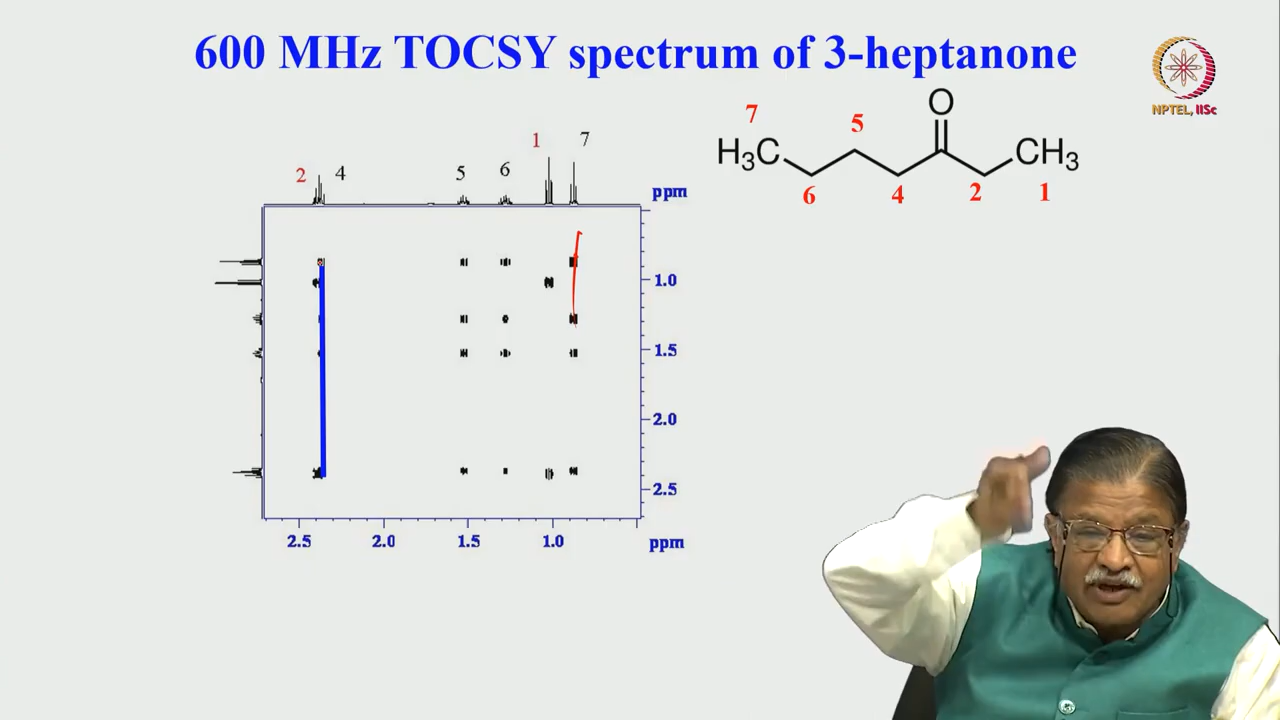 600 MHz TOCSY spectrum of 3-heptanone
NPTEL, IISc
O
7
5
H₃C
CH₃
6
4
2
1
2
4
5
6
1
7
ppm
1.0
1.5
2.0
2.5
2.5
2.0
1.5
1.0
ppm